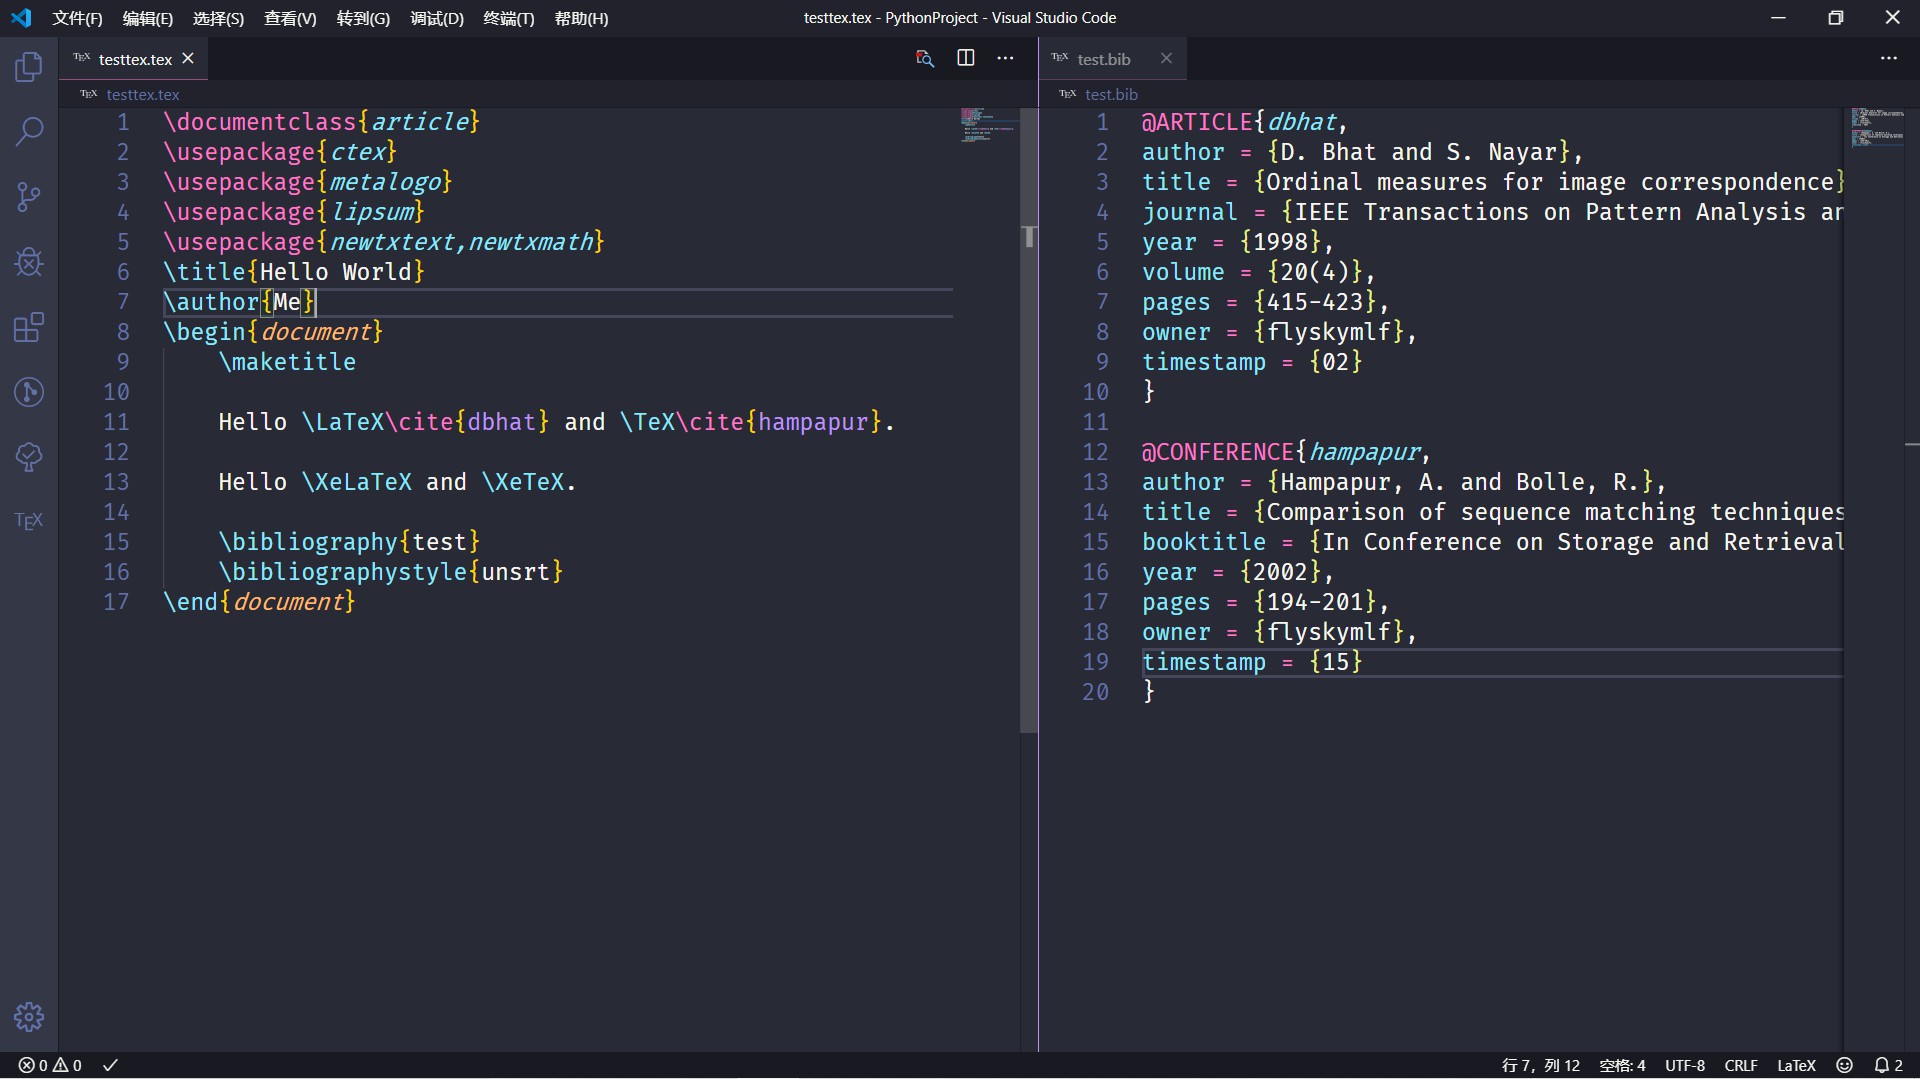 文件(F) 编辑(E) 选择(S) 查看(V) 转到(G) 调试(D) 终端(T) 帮助(H) testtex.tex - PythonProject - Visual Studio Code
TEX testtex.tex
TEX testtex.tex
1 \documentclass{article}
2 \usepackage{ctex}
3 \usepackage{metalogo}
4 \usepackage{lipsum}
5 \usepackage{newtxtext,newtxmath}
6 \title{Hello World}
7 \author{Me}
8 \begin{document}
9 \maketitle
10
11 Hello \LaTeX\cite{dbhat} and \TeX\cite{hampapur}.
12
13 Hello \XeLaTeX and \XeTeX.
14
15 \bibliography{test}
16 \bibliographystyle{unsrt}
17 \end{document}
TEX
TEX test.bib
TEX test.bib
1 @ARTICLE{dbhat,
2 author = {D. Bhat and S. Nayar},
3 title = {Ordinal measures for image correspondence}
4 journal = {IEEE Transactions on Pattern Analysis an
5 year = {1998},
6 volume = {20(4)},
7 pages = {415-423},
8 owner = {flyskymlf},
9 timestamp = {02}
10 }
11
12 @CONFERENCE{hampapur,
13 author = {Hampapur, A. and Bolle, R.},
14 title = {Comparison of sequence matching techniques
15 booktitle = {In Conference on Storage and Retrieval
16 year = {2002},
17 pages = {194-201},
18 owner = {flyskymlf},
19 timestamp = {15}
20 }
0 0 行 7，列 12 空格: 4 UTF-8 CRLF LaTeX 2